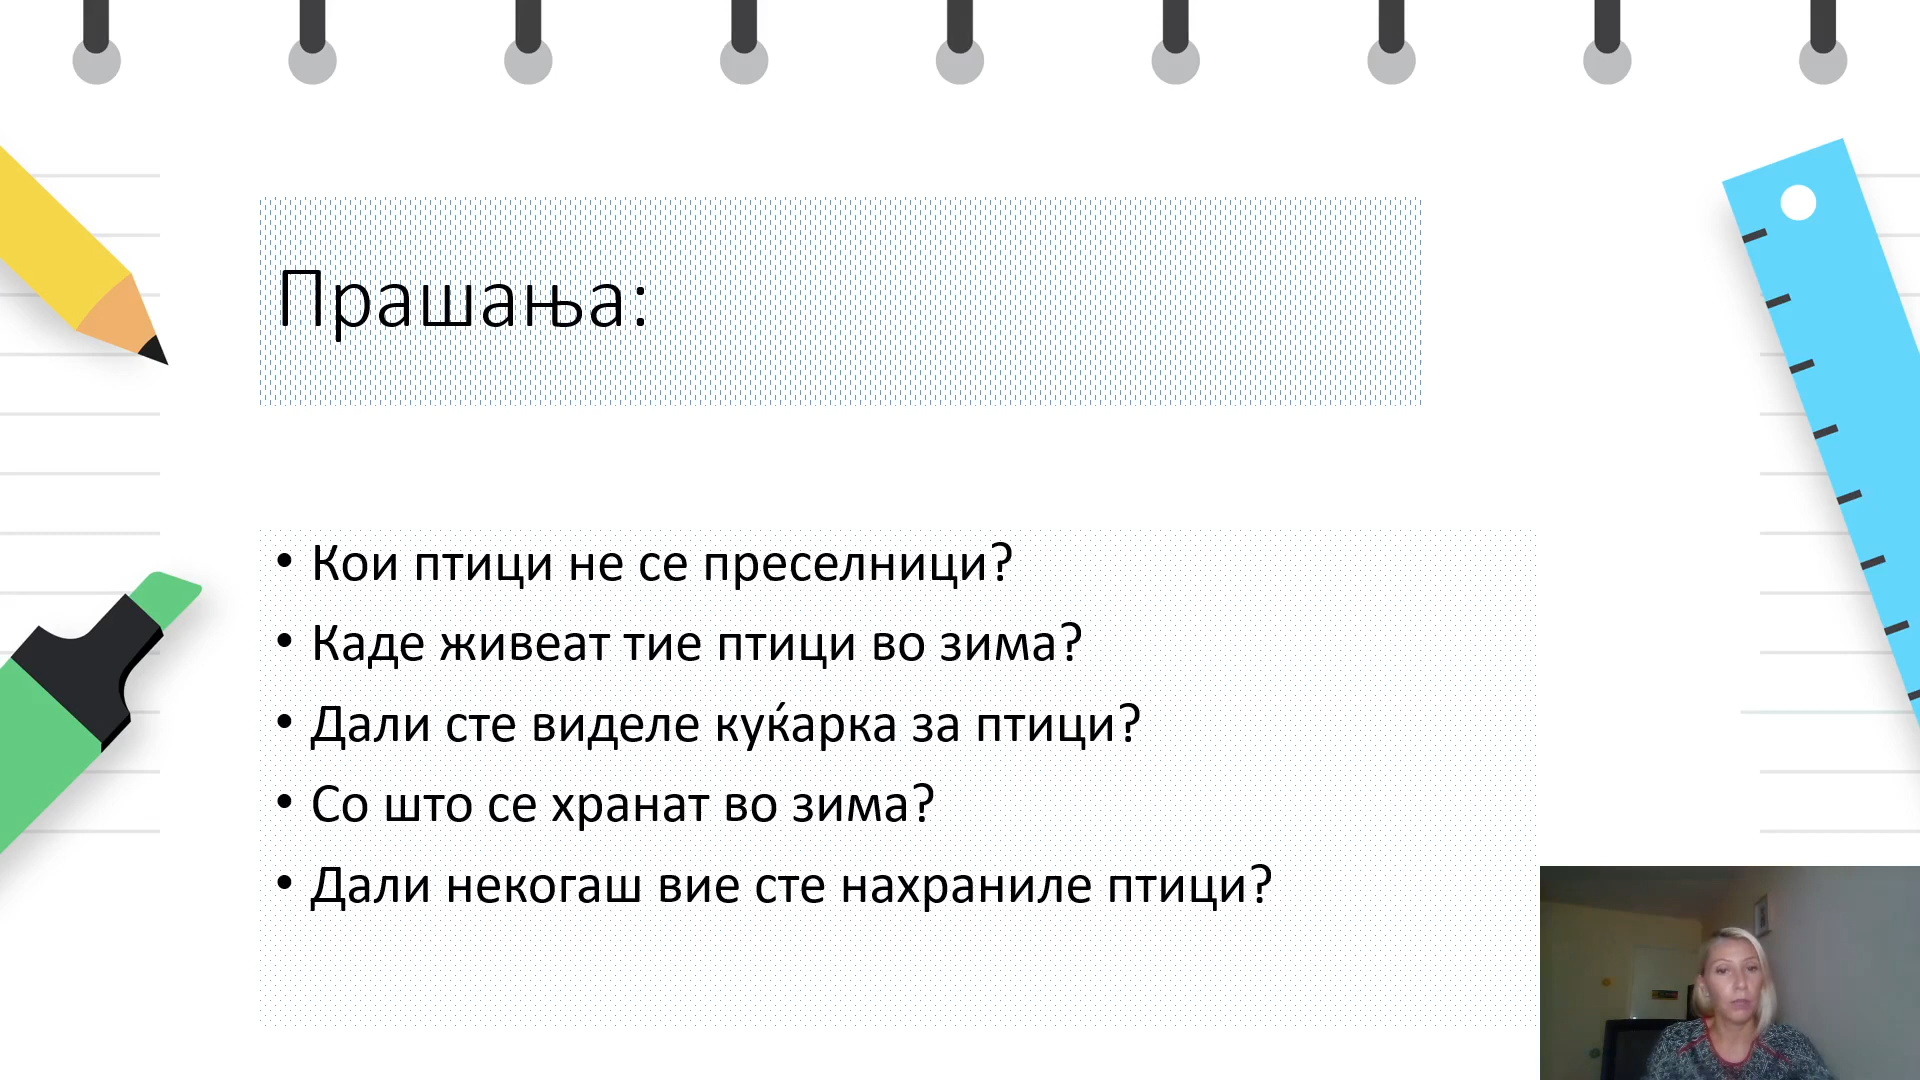 Прашања:
• Кои птици не се преселници?
• Каде живеат тие птици во зима?
• Дали сте виделе куќарка за птици?
• Со што се хранат во зима?
• Дали некогаш вие сте нахраниле птици?